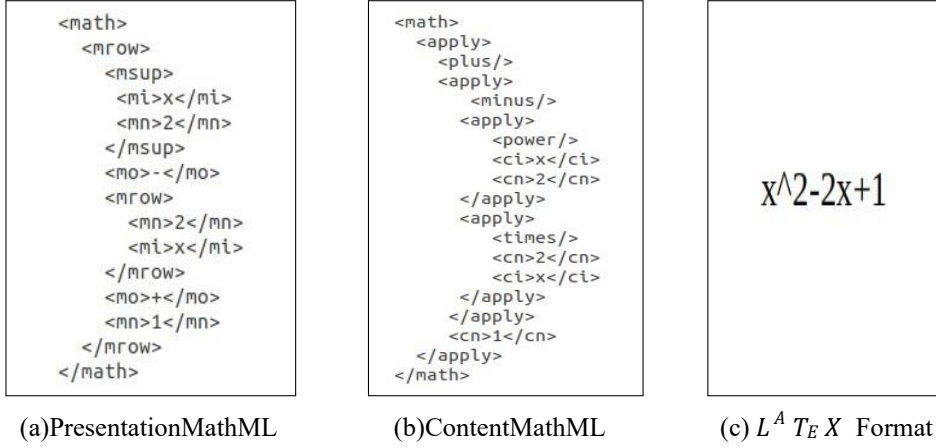 <math>
<mrow>
<msup>
<mi>x</mi>
<mn>2</mn>
</msup>
<mo>-</mo>
<mrow>
<mn>2</mn>
<mi>x</mi>
</mrow>
<mo>+</mo>
<mn>1</mn>
</mrow>
</math>
(a)PresentationMathML
<math>
<apply>
<plus/>
<apply>
<minus/>
<apply>
<power/>
<ci>x</ci>
<cn>2</cn>
</apply>
<apply>
<times/>
<cn>2</cn>
<ci>x</ci>
</apply>
</apply>
<cn>1</cn>
</apply>
</math>
(b)ContentMathML
x^2-2x+1
(c) L^A T_E X Format